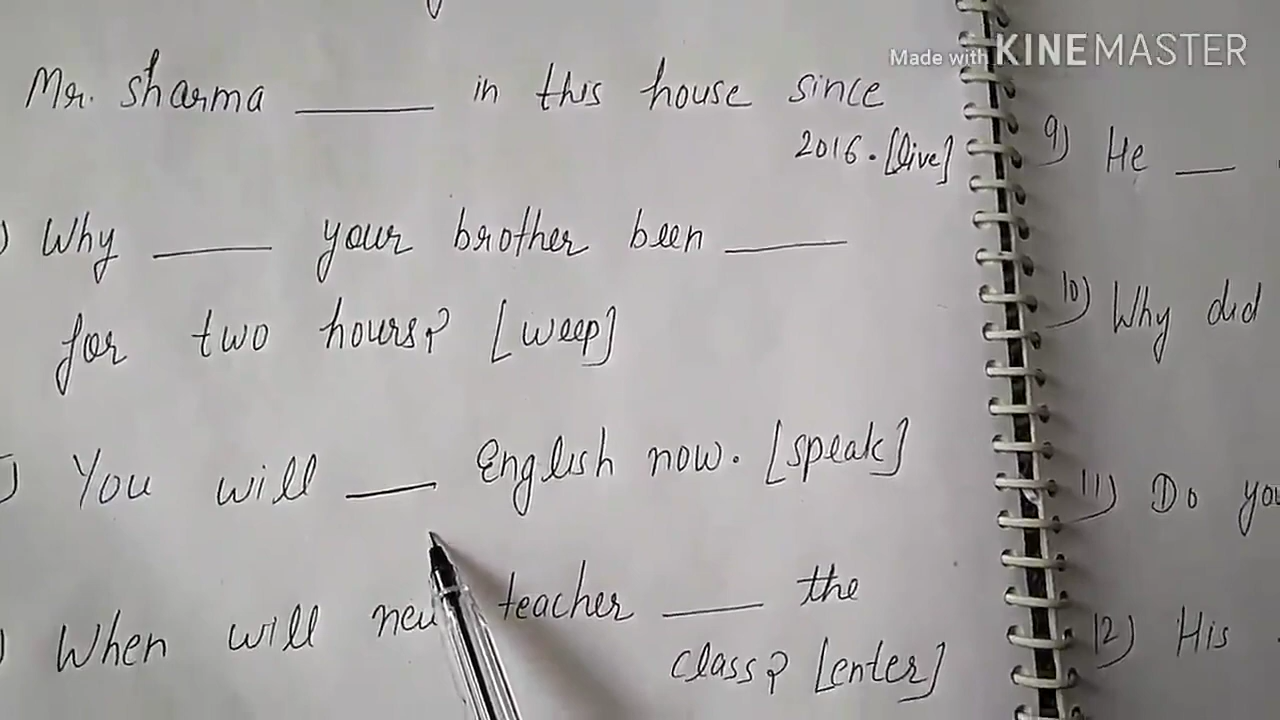 Made with KINEMASTER
Mr. Sharma ______ in this house since
2016. [live]
) Why ______ your brother been ______
for two hours? [weep]
You will ____ English now. [speak]
) When will new teacher ____ the
class? [enter]
9) He ___
10) Why did
11) Do you
12) His